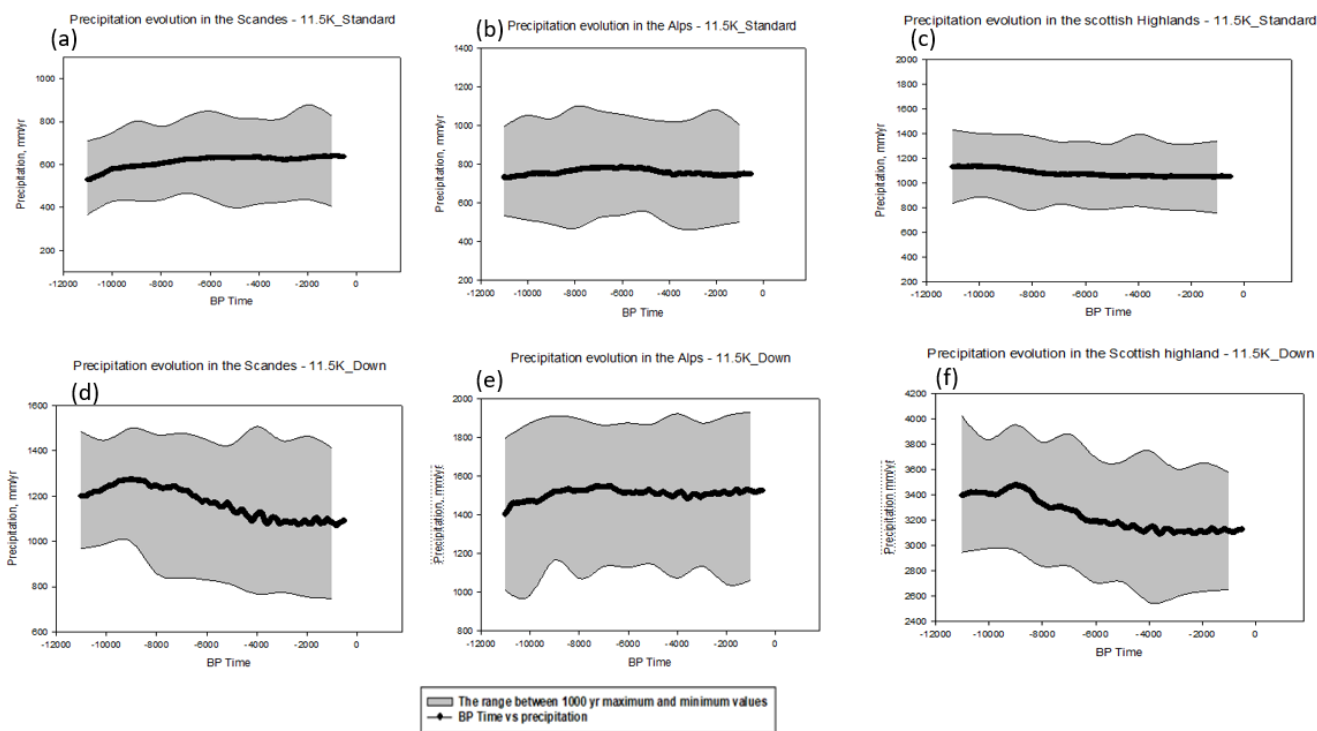 Precipitation evolution in the Scandes - 11.5K_Standard
(a)
1000
800
600
400
200
Precipitation, mm/yr
-12000 -10000 -8000 -6000 -4000 -2000 0
BP Time
Precipitation evolution in the Alps - 11.5K_Standard
(b)
1400
1200
1000
800
600
400
200
Precipitation, mm/yr
-12000 -10000 -8000 -6000 -4000 -2000 0
BP Time
Precipitation evolution in the scottish Highlands - 11.5K_Standard
(c)
2000
1800
1600
1400
1200
1000
800
600
400
200
Precipitation, mm/yr
-12000 -10000 -8000 -6000 -4000 -2000 0
BP Time
Precipitation evolution in the Scandes - 11.5K_Down
(d)
1600
1400
1200
1000
800
600
Precipitation, mm/yr
-12000 -10000 -8000 -6000 -4000 -2000 0
BP Time
Precipitation evolution in the Alps - 11.5K_Down
(e)
2000
1800
1600
1400
1200
1000
800
Precipitation, mm/yr
-12000 -10000 -8000 -6000 -4000 -2000 0
BP Time
Precipitation evolution in the Scottish highland - 11.5K_Down
(f)
4200
4000
3800
3600
3400
3200
3000
2800
2600
2400
Precipitation mm/yr
-12000 -10000 -8000 -6000 -4000 -2000 0
BP Time
The range between 1000 yr maximum and minimum values
BP Time vs precipitation